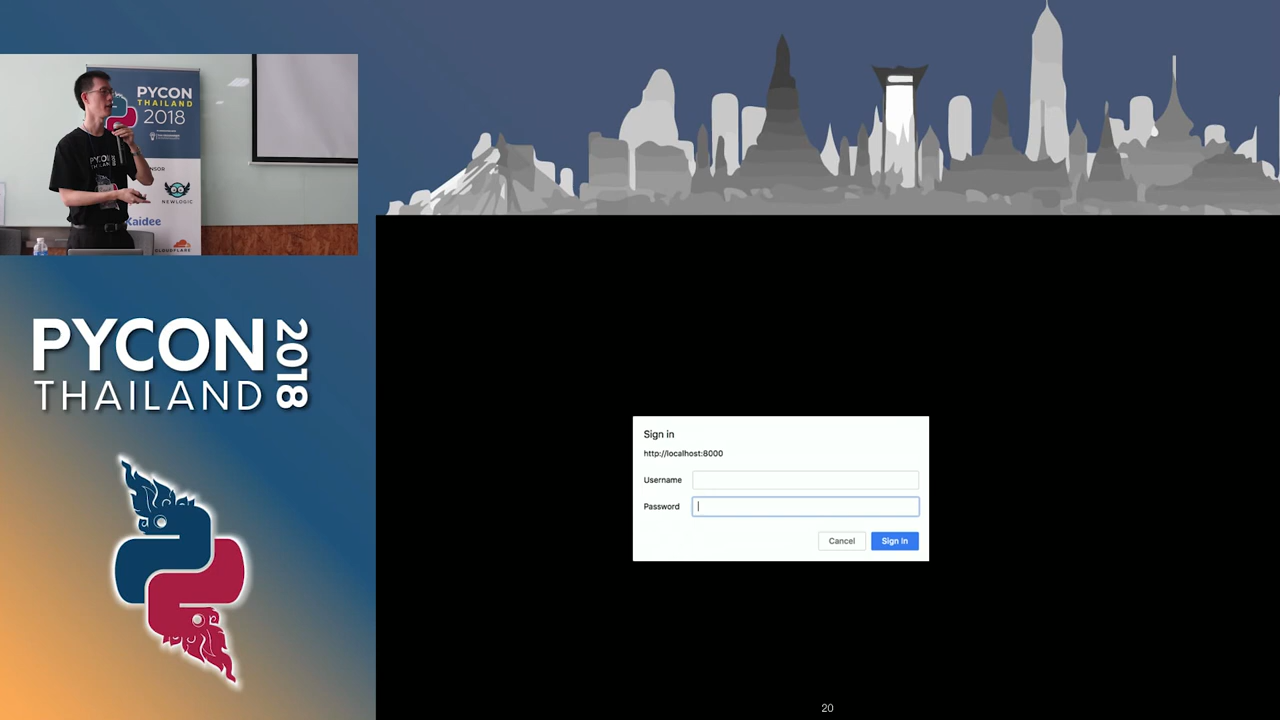 PYCON
THAILAND
2018
NEWLOGIC
Kaidee
CLOUDFLARE
PYCON
THAILAND
2018
Sign in
http://localhost:8000
Username
Password
Cancel
Sign In
20